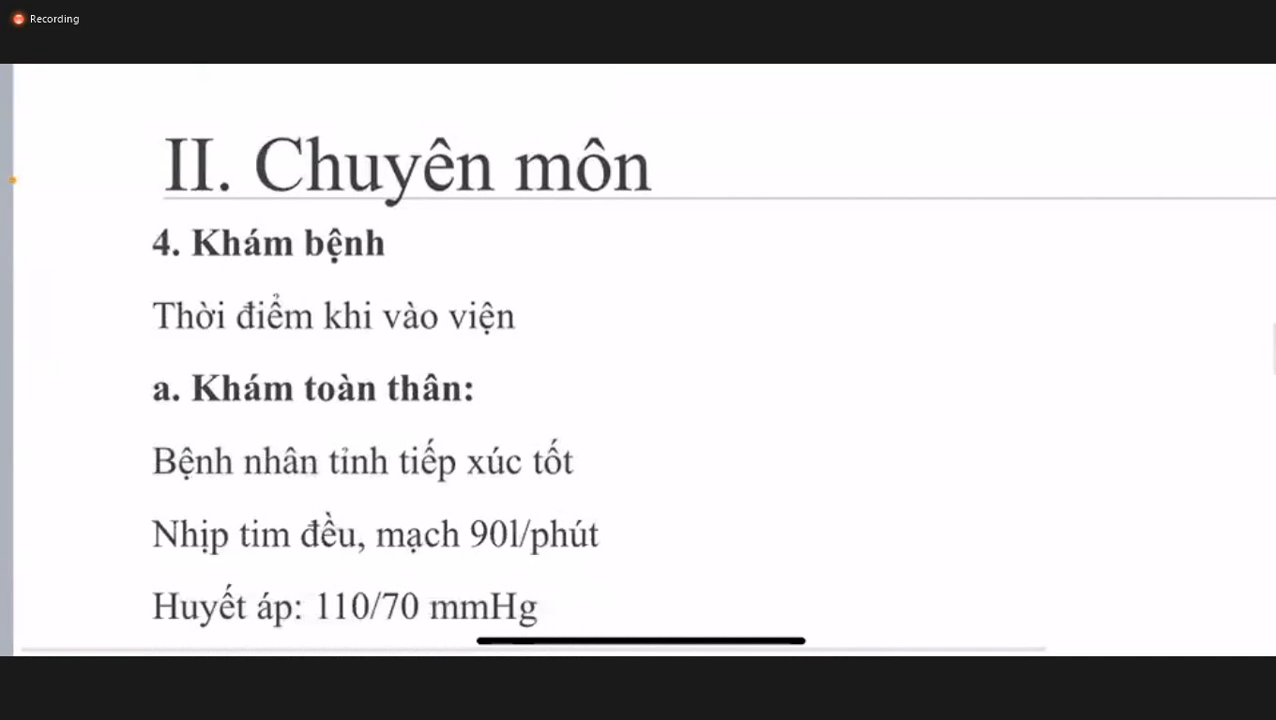 Recording
II. Chuyên môn
4. Khám bệnh
Thời điểm khi vào viện
a. Khám toàn thân:
Bệnh nhân tỉnh tiếp xúc tốt
Nhịp tim đều, mạch 90l/phút
Huyết áp: 110/70 mmHg